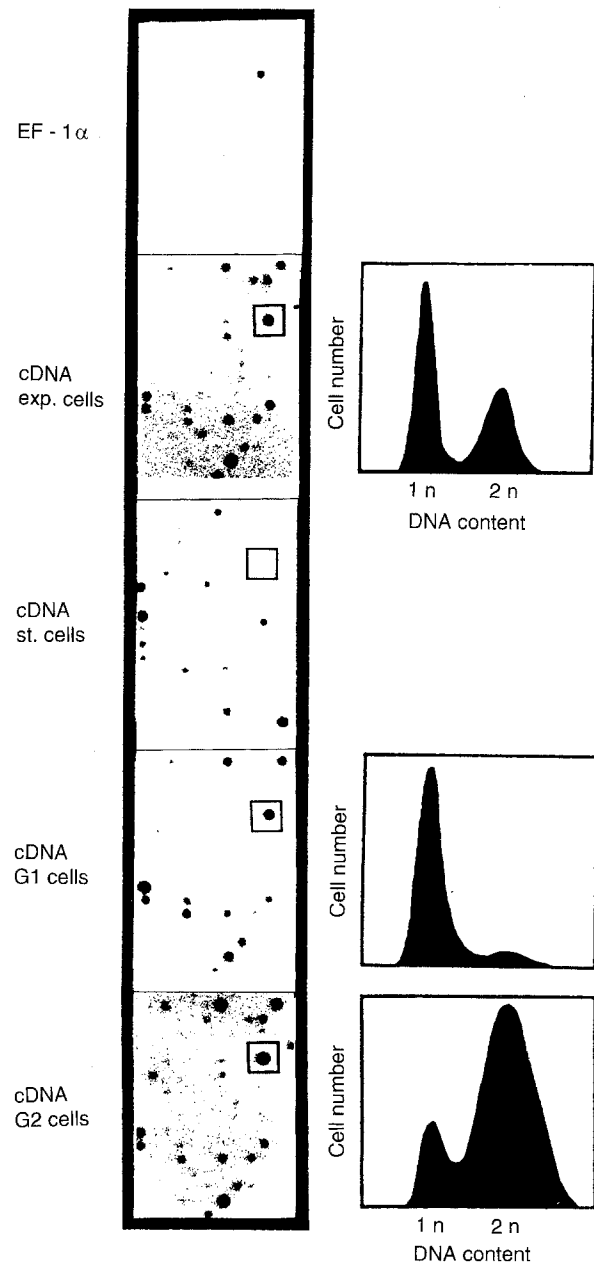 EF - 1α
cDNA
exp. cells
Cell number
1 n 2 n
DNA content
cDNA
st. cells
cDNA
G1 cells
Cell number
cDNA
G2 cells
Cell number
1 n 2 n
DNA content